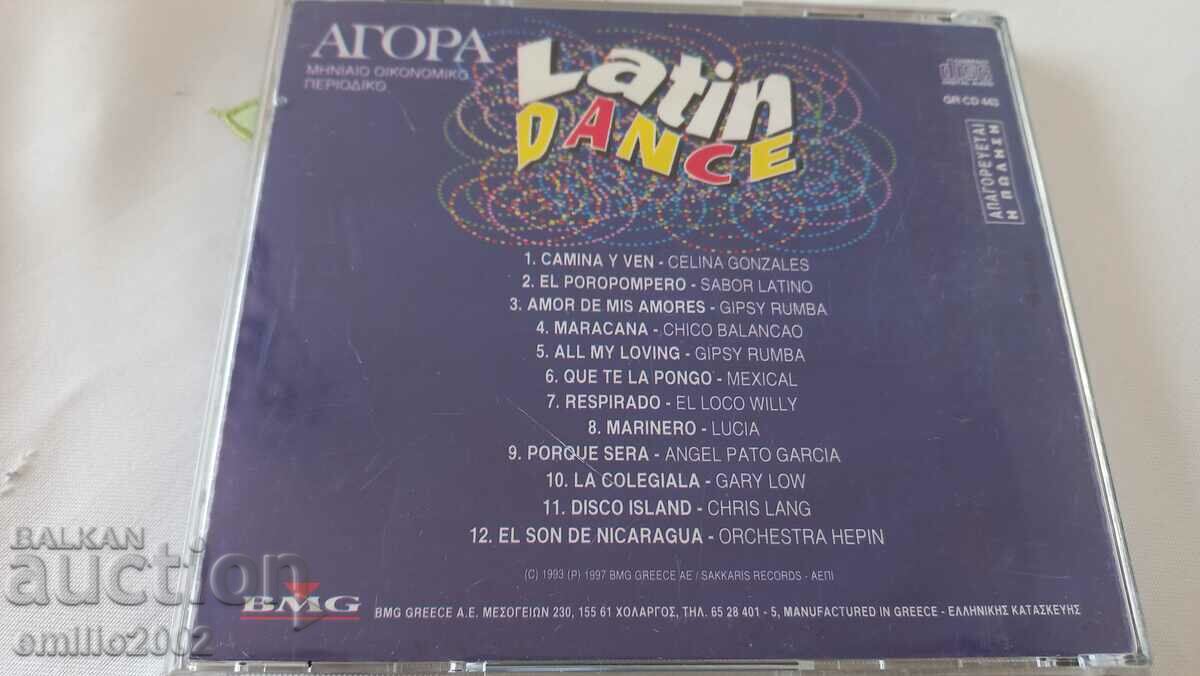 ΑΓΟΡΑ
ΜΗΝΙΑΙΟ ΟΙΚΟΝΟΜΙΚΟ
ΠΕΡΙΟΔΙΚΟ
Latin
DANCE
COMPACT
disc
GR CD 443
ΑΠΑΓΟΡΕΥΕΤΑΙ
Η ΠΩΛΗΣΗ
1. CAMINA Y VEN - CELINA GONZALES
2. EL POROPOMPERO - SABOR LATINO
3. AMOR DE MIS AMORES - GIPSY RUMBA
4. MARACANA - CHICO BALANCAO
5. ALL MY LOVING - GIPSY RUMBA
6. QUE TE LA PONGO - MEXICAL
7. RESPIRADO - EL LOCO WILLY
8. MARINERO - LUCIA
9. PORQUE SERA - ANGEL PATO GARCIA
10. LA COLEGIALA - GARY LOW
11. DISCO ISLAND - CHRIS LANG
12. EL SON DE NICARAGUA - ORCHESTRA HEPIN
(C) 1993 (P) 1997 BMG GREECE AE / SAKKARIS RECORDS - ΑΕΠΙ
BMG
BMG GREECE Α.Ε. ΜΕΣΟΓΕΙΩΝ 230, 155 61 ΧΟΛΑΡΓΟΣ, ΤΗΛ. 65 28 401 - 5, MANUFACTURED IN GREECE - ΕΛΛΗΝΙΚΗΣ ΚΑΤΑΣΚΕΥΗΣ
BALKAN
auction
emilio2002